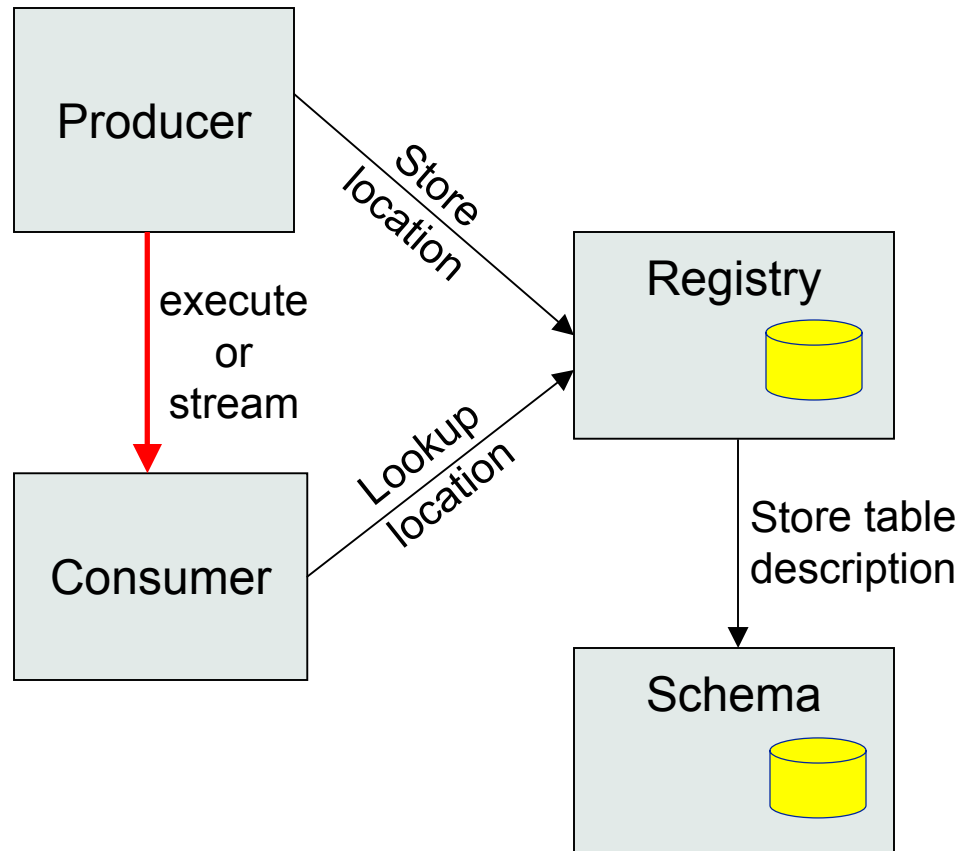 Producer
Store
location
Registry
execute
or
stream
Lookup
location
Consumer
Store table
description
Schema